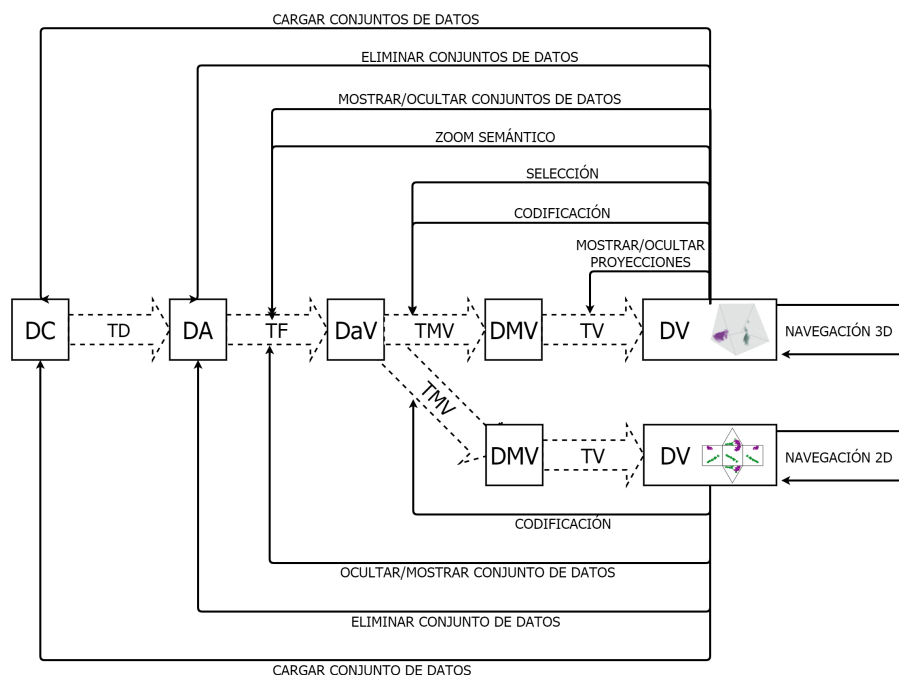 CARGAR CONJUNTOS DE DATOS
ELIMINAR CONJUNTOS DE DATOS
MOSTRAR/OCULTAR CONJUNTOS DE DATOS
ZOOM SEMÁNTICO
SELECCIÓN
CODIFICACIÓN
MOSTRAR/OCULTAR
PROYECCIONES
DC TD DA TF DaV TMV DMV TV DV NAVEGACIÓN 3D
TMV
DMV TV DV NAVEGACIÓN 2D
CODIFICACIÓN
OCULTAR/MOSTRAR CONJUNTO DE DATOS
ELIMINAR CONJUNTO DE DATOS
CARGAR CONJUNTO DE DATOS